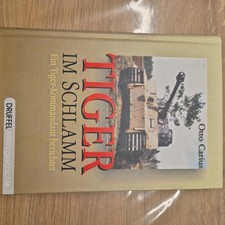 Otto Carius
TIGER
IM SCHLAMM
Ein Tiger-Kommandant berichtet
DRUFFEL